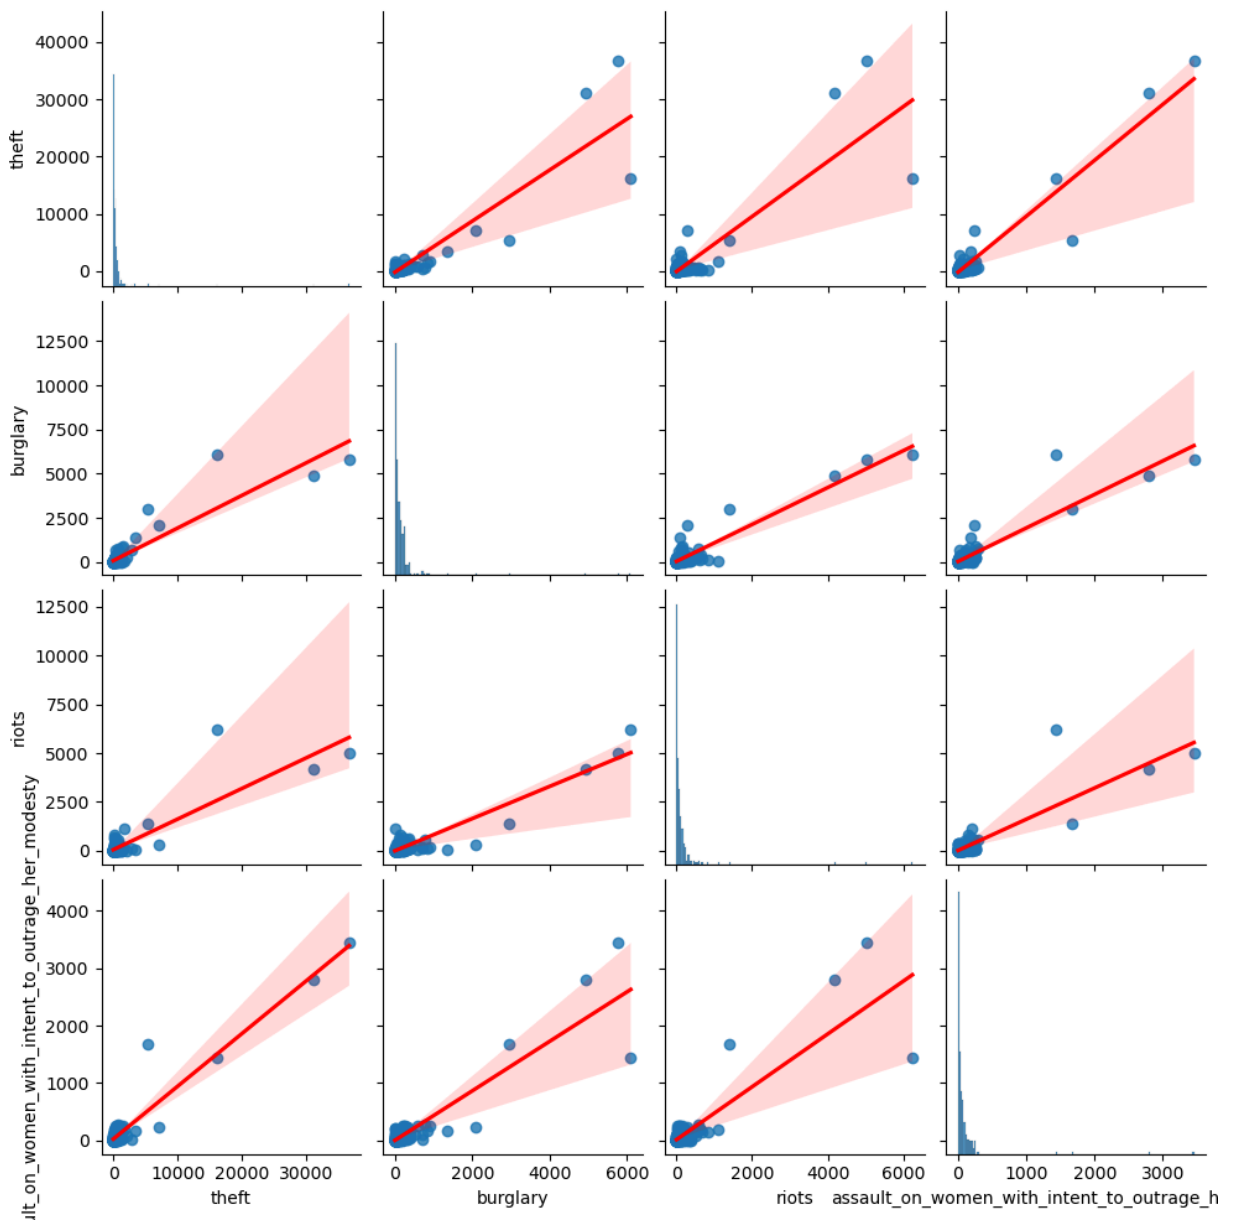 40000
30000
20000
10000
0
theft
12500
10000
7500
5000
2500
0
burglary
12500
10000
7500
5000
2500
0
riots
4000
3000
2000
1000
0
ult_on_women_with_intent_to_outrage_her_modesty
0 10000 20000 30000
theft
0 2000 4000 6000
burglary
0 2000 4000 6000
riots
0 1000 2000 3000
assault_on_women_with_intent_to_outrage_h